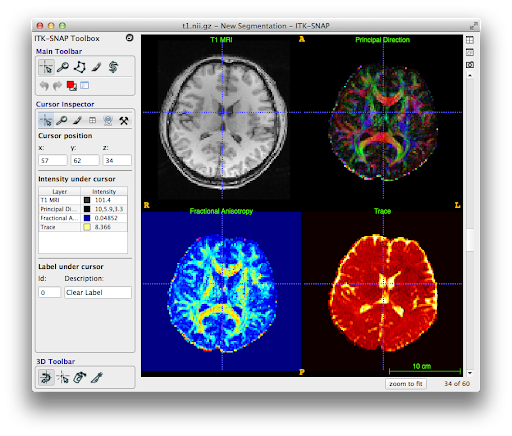 t1.nii.gz – New Segmentation – ITK-SNAP
ITK-SNAP Toolbox
Main Toolbar
Cursor Inspector
Cursor position
x: y: z:
57 62 34
Intensity under cursor
Layer Intensity
T1 MRI 101.4
Principal Di... 10,5.9,3.3
Fractional A... 0.04852
Trace 8.366
Label under cursor
Id: Description:
0 Clear Label
3D Toolbar
T1 MRI
A
Principal Direction
R
L
Fractional Anisotropy
Trace
10 cm
P
zoom to fit
34 of 60